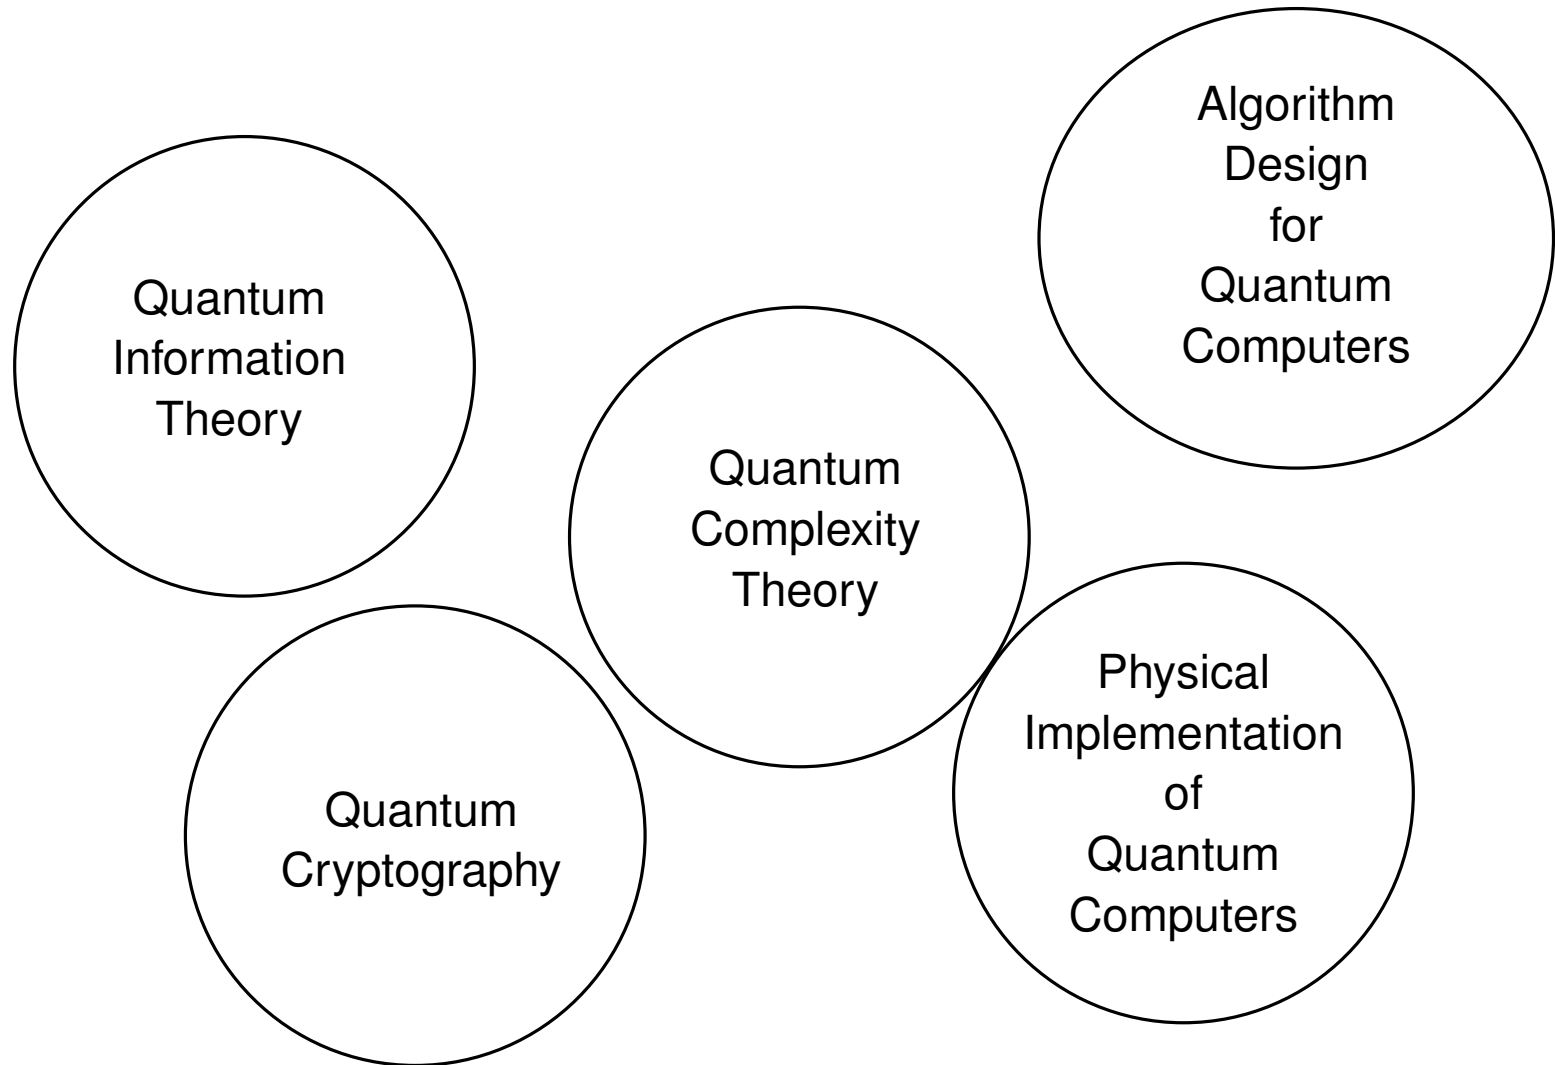 Algorithm
Design
for
Quantum
Computers
Quantum
Information
Theory
Quantum
Complexity
Theory
Physical
Implementation
of
Quantum
Computers
Quantum
Cryptography